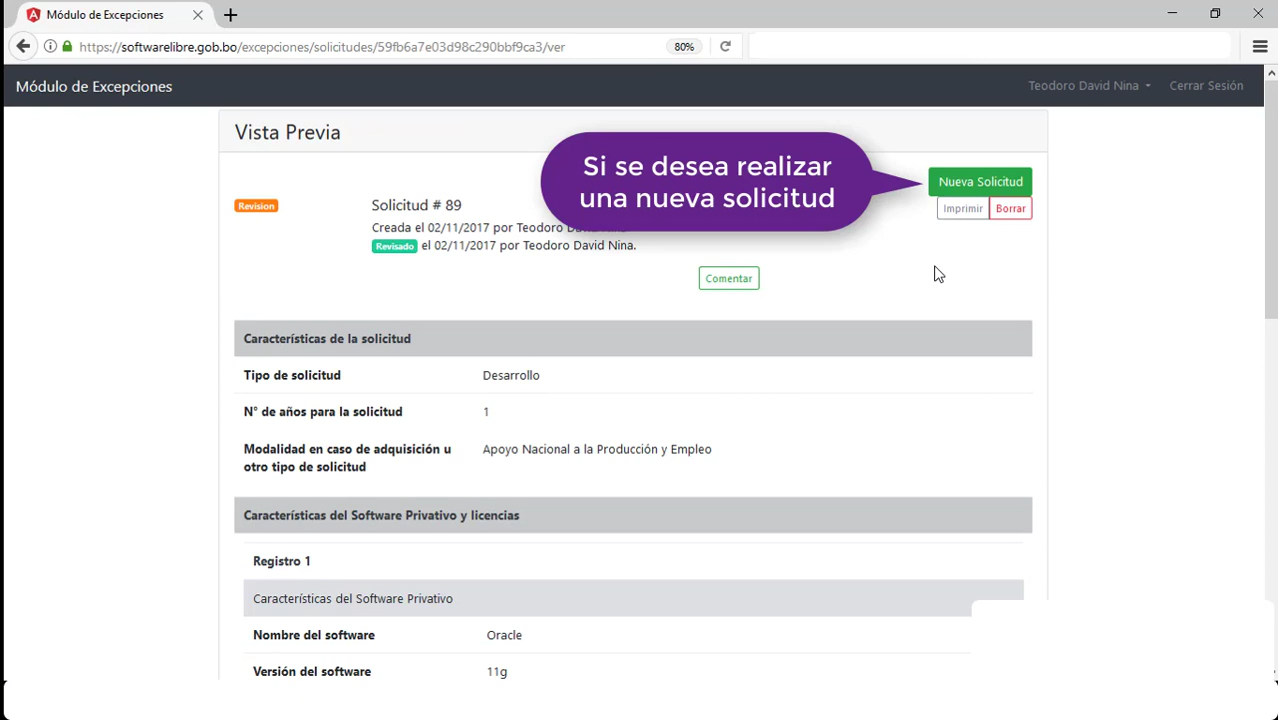 Módulo de Excepciones
https://softwarelibre.gob.bo/excepciones/solicitudes/59fb6a7e03d98c290bbf9ca3/ver
80%
Módulo de Excepciones
Teodoro David Nina
Cerrar Sesión
Vista Previa
Si se desea realizar
una nueva solicitud
Nueva Solicitud
Revision
Solicitud # 89
Imprimir
Borrar
Creada el 02/11/2017 por Teodoro
Revisado el 02/11/2017 por Teodoro David Nina.
Comentar
Características de la solicitud
Tipo de solicitud Desarrollo
N° de años para la solicitud 1
Modalidad en caso de adquisición u Apoyo Nacional a la Producción y Empleo
otro tipo de solicitud
Características del Software Privativo y licencias
Registro 1
Características del Software Privativo
Nombre del software Oracle
Versión del software 11g